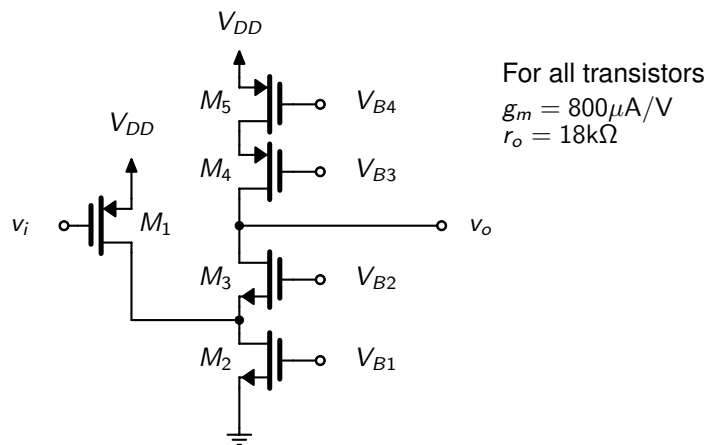 V_DD
For all transistors
g_m = 800μA/V
r_o = 18kΩ
M_5
V_B4
V_DD
M_4
V_B3
v_i
M_1
v_o
M_3
V_B2
M_2
V_B1